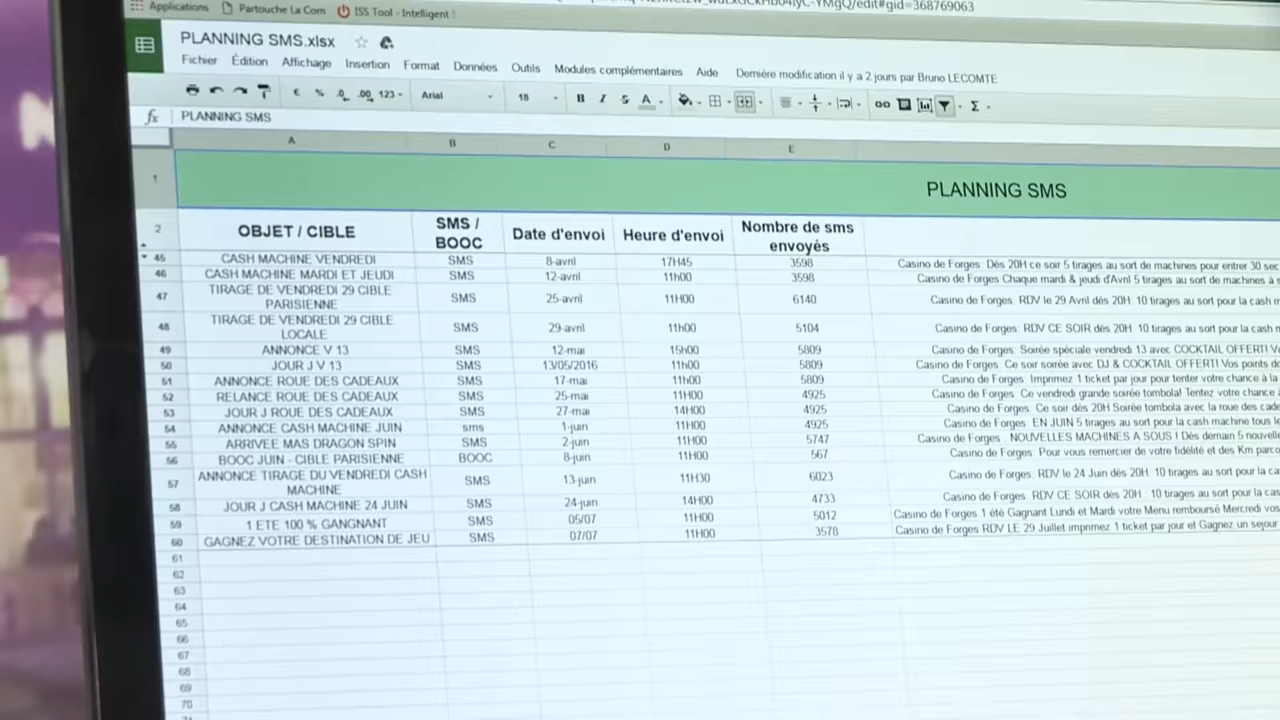 Applications Partouche La Com ISS Tool - Intelligent
/edit#gid=368769063
PLANNING SMS.xlsx
Fichier Édition Affichage Insertion Format Données Outils Modules complémentaires Aide Dernière modification il y a 2 jours par Bruno LECOMTE
€ % .0 .00 123 Arial 18 B I S A Σ
fx PLANNING SMS
A B C D E
1 PLANNING SMS
2 OBJET / CIBLE SMS / BOOC Date d'envoi Heure d'envoi Nombre de sms envoyés
45 CASH MACHINE VENDREDI SMS 8-avril 17H45 3598 Casino de Forges: Dès 20H ce soir 5 tirages au sort de machines pour entrer 30 sec
46 CASH MACHINE MARDI ET JEUDI SMS 12-avril 11h00 3598 Casino de Forges Chaque mardi & jeudi d'Avril 5 tirages au sort de machines à s
47 TIRAGE DE VENDREDI 29 CIBLE PARISIENNE SMS 25-avril 11H00 6140 Casino de Forges: RDV le 29 Avril dès 20H: 10 tirages au sort pour la cash m
48 TIRAGE DE VENDREDI 29 CIBLE LOCALE SMS 29-avril 11h00 5104 Casino de Forges: RDV CE SOIR dès 20H: 10 tirages au sort pour la cash m
49 ANNONCE V 13 SMS 12-mai 15h00 5809 Casino de Forges: Soirée spéciale vendredi 13 avec COCKTAIL OFFERT! V
50 JOUR J V 13 SMS 13/05/2016 11h00 5809 Casino de Forges: Ce soir soirée avec DJ & COCKTAIL OFFERT! Vos points d
51 ANNONCE ROUE DES CADEAUX SMS 17-mai 11h00 5809 Casino de Forges: Imprimez 1 ticket par jour pour tenter votre chance à la
52 RELANCE ROUE DES CADEAUX SMS 25-mai 11H00 4925 Casino de Forges: Ce vendredi grande soirée tombola! Tentez votre chance
53 JOUR J ROUE DES CADEAUX SMS 27-mai 14H00 4925 Casino de Forges: Ce soir dès 20H Soirée tombola avec la roue des cade
54 ANNONCE CASH MACHINE JUIN sms 1-juin 11H00 4925 Casino de Forges: EN JUIN 5 tirages au sort pour la cash machine tous le
55 ARRIVEE MAS DRAGON SPIN SMS 2-juin 11H00 5747 Casino de Forges : NOUVELLES MACHINES A SOUS ! Dès demain 5 nouvelle
56 BOOC JUIN - CIBLE PARISIENNE BOOC 8-juin 11H00 567 Casino de Forges: Pour vous remercier de votre fidélité et des Km parco
57 ANNONCE TIRAGE DU VENDREDI CASH MACHINE SMS 13-juin 11H30 6023 Casino de Forges: RDV le 24 Juin dès 20H: 10 tirages au sort pour la ca
58 JOUR J CASH MACHINE 24 JUIN SMS 24-juin 14H00 4733 Casino de Forges: RDV CE SOIR dès 20H : 10 tirages au sort pour la cas
59 1 ETE 100 % GANGNANT SMS 05/07 11H00 5012 Casino de Forges 1 été Gagnant Lundi et Mardi votre Menu remboursé Mercredi vos
60 GAGNEZ VOTRE DESTINATION DE JEU SMS 07/07 11H00 3578 Casino de Forges RDV LE 29 Juillet imprimez 1 ticket par jour et Gagnez un sejour
61
62
63
64
65
66
67
68
69
70